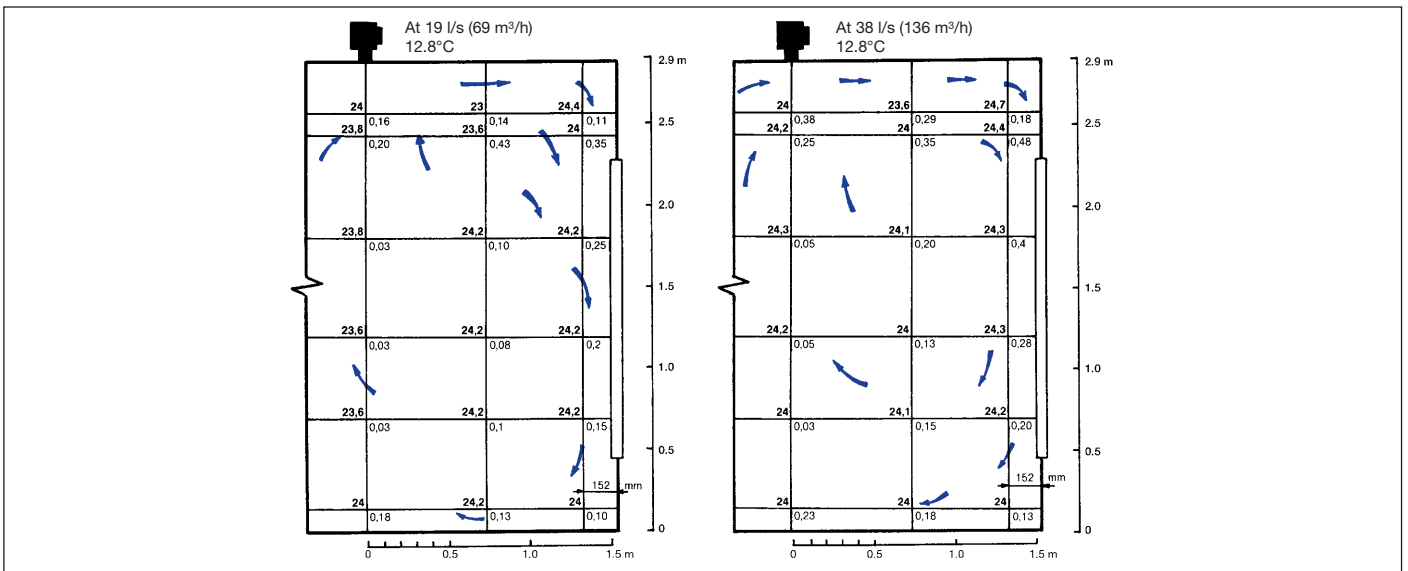 At 19 l/s (69 m³/h)
12.8°C
2.9 m
24 23 24,4
0,16 0,14 0,11
2.5
23,8 23,6 24
0,20 0,43 0,35
2.0
23,8 24,2 24,2
0,03 0,10 0,25
1.5
23,6 24,2 24,2
0,03 0,08 0,2
1.0
23,6 24,2 24,2
0,03 0,1 0,15
0.5
152 mm
24 24,2 24
0,18 0,13 0,10
0
0 0.5 1.0 1.5 m
At 38 l/s (136 m³/h)
12.8°C
2.9 m
24 23,6 24,7
0,38 0,29 0,18
2.5
24,2 24 24,4
0,25 0,35 0,48
2.0
24,3 24,1 24,3
0,05 0,20 0,4
1.5
24,2 24 24,3
0,05 0,13 0,28
1.0
24 24,1 24,2
0,03 0,15 0,20
0.5
152 mm
24 24 24
0,23 0,18 0,13
0
0 0.5 1.0 1.5 m